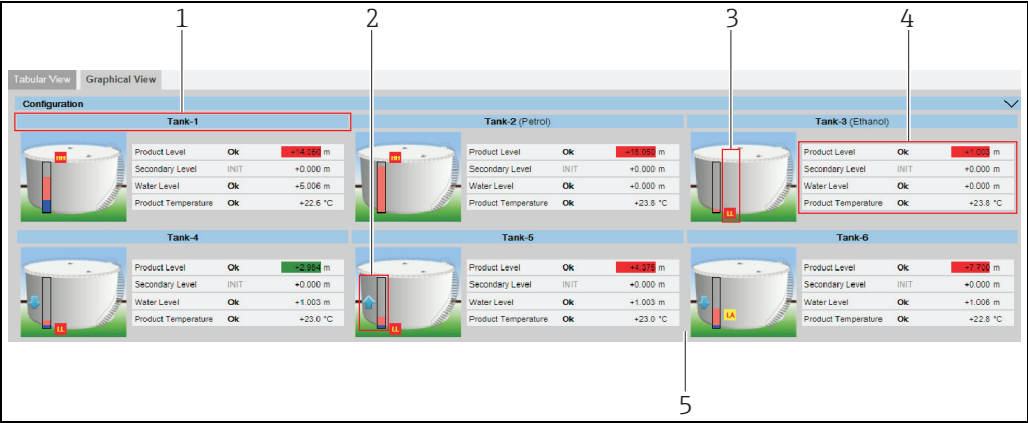 1 2 3 4
Tabular View Graphical View
Configuration
Tank-1 Tank-2 (Petrol) Tank-3 (Ethanol)
HH Product Level Ok +14.050 m HH Product Level Ok +18.050 m Product Level Ok +1.003 m
Secondary Level INIT +0.000 m Secondary Level INIT +0.000 m Secondary Level INIT +0.000 m
Water Level Ok +5.006 m Water Level Ok +0.000 m Water Level Ok +0.000 m
Product Temperature Ok +22.6 °C Product Temperature Ok +23.8 °C LL Product Temperature Ok +23.8 °C
Tank-4 Tank-5 Tank-6
Product Level Ok +2.984 m Product Level Ok +4.375 m Product Level Ok +7.700 m
Secondary Level INIT +0.000 m Secondary Level INIT +0.000 m Secondary Level INIT +0.000 m
Water Level Ok +1.003 m Water Level Ok +1.003 m Water Level Ok +1.006 m
LL Product Temperature Ok +23.0 °C LL Product Temperature Ok +23.0 °C LA Product Temperature Ok +22.8 °C
5